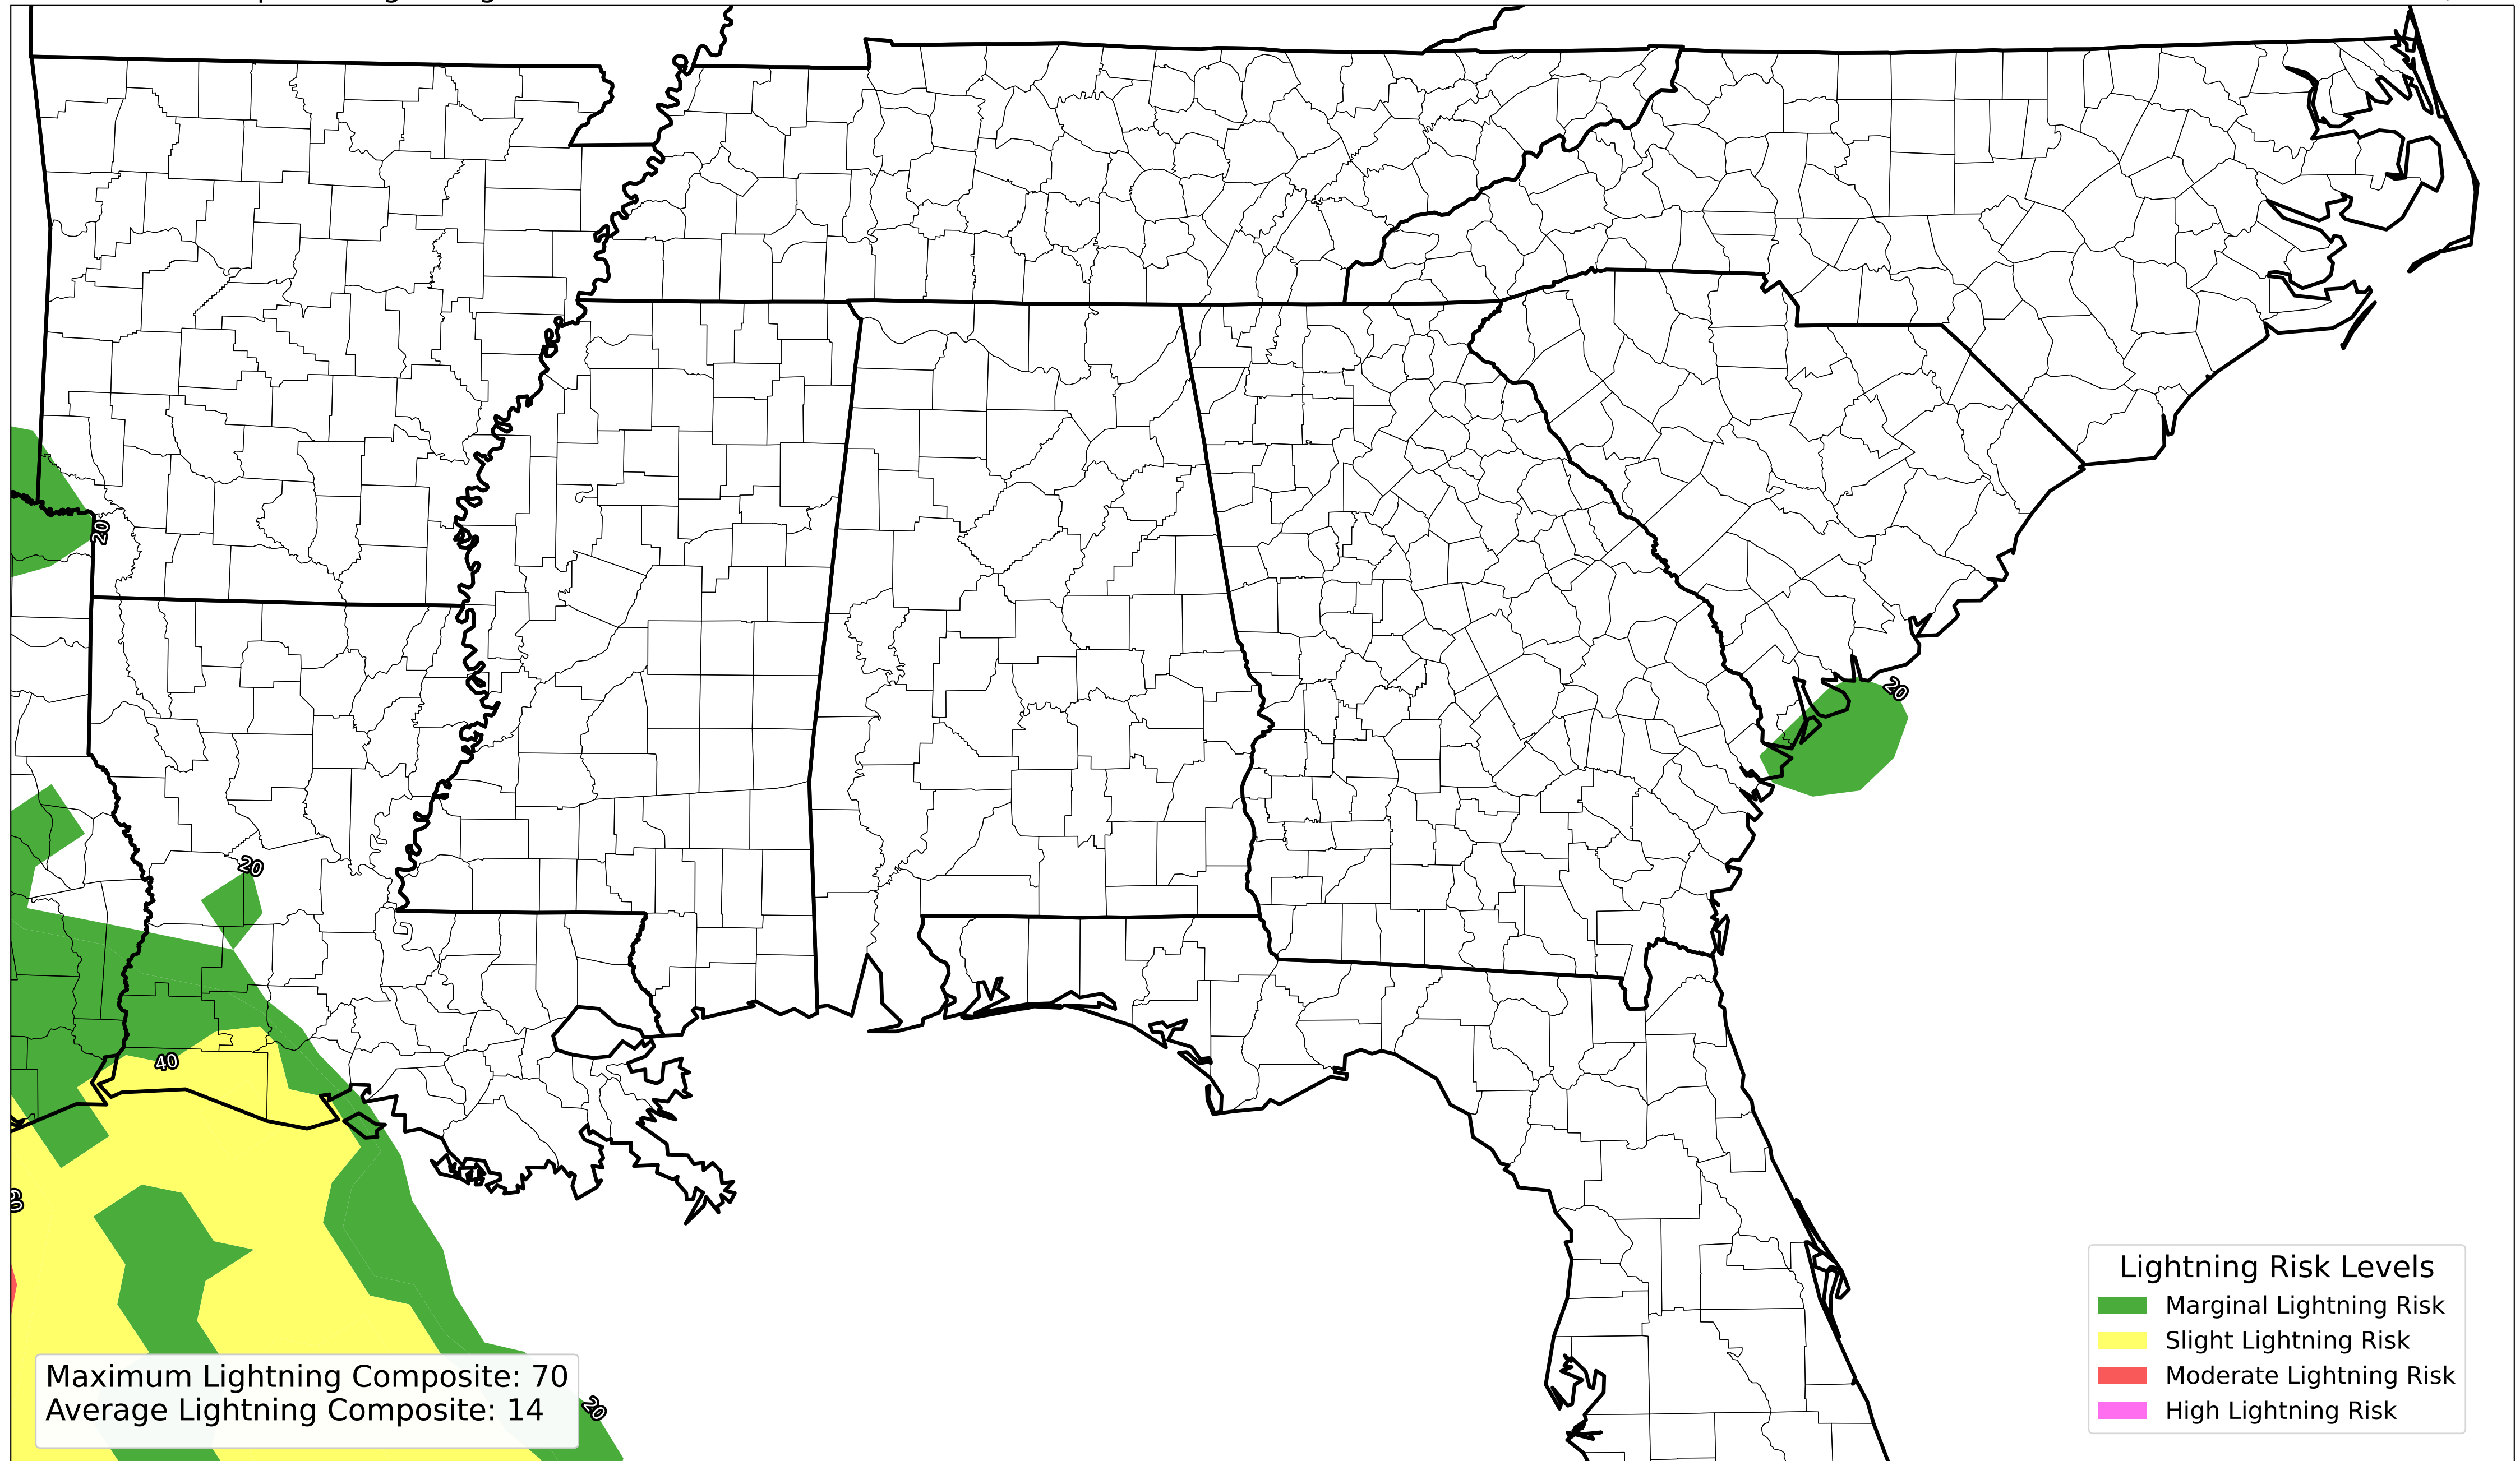 20
20
20
40
Lightning Risk Levels
Marginal Lightning Risk
Slight Lightning Risk
Moderate Lightning Risk
High Lightning Risk
Maximum Lightning Composite: 70
Average Lightning Composite: 14
20